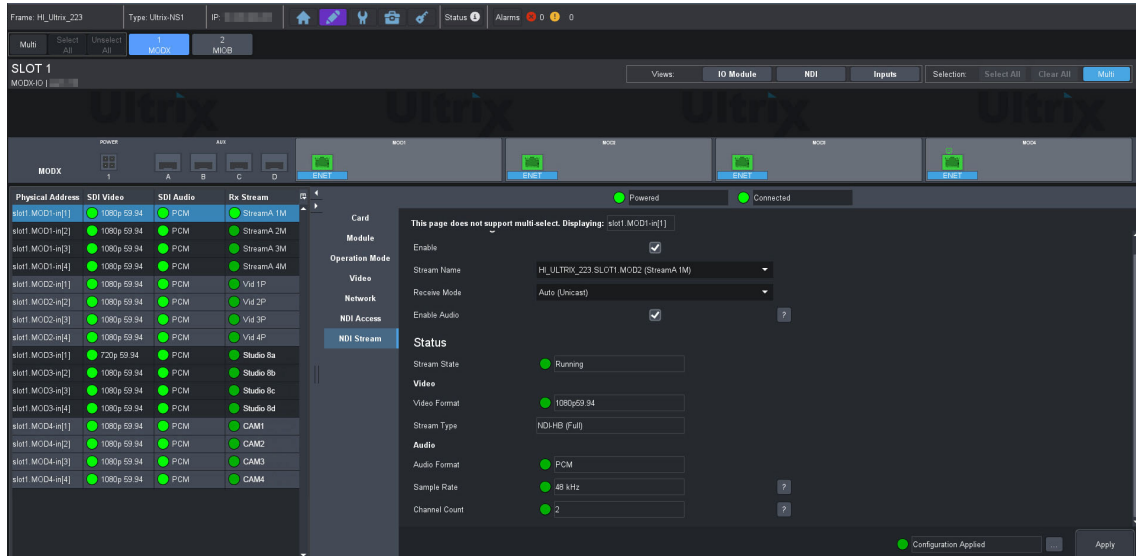 Frame: HI_Ultrix_223 Type: Ultrix-NS1 IP: Status Alarms 0 0
Multi Select All Unselect All 1 MODX 2 MIOB
SLOT 1
MODX-IO |
Views: IO Module NDI Inputs Selection: Select All Clear All Multi
Ultrix Ultrix Ultrix Ultrix
POWER AUX MOD1 MOD2 MOD3 MOD4
MODX 1 A B C D ENET ENET ENET ENET
Physical Address SDI Video SDI Audio Rx Stream
slot1.MOD1-in[1] 1080p 59.94 PCM StreamA 1M
slot1.MOD1-in[2] 1080p 59.94 PCM StreamA 2M
slot1.MOD1-in[3] 1080p 59.94 PCM StreamA 3M
slot1.MOD1-in[4] 1080p 59.94 PCM StreamA 4M
slot1.MOD2-in[1] 1080p 59.94 PCM Vid 1P
slot1.MOD2-in[2] 1080p 59.94 PCM Vid 2P
slot1.MOD2-in[3] 1080p 59.94 PCM Vid 3P
slot1.MOD2-in[4] 1080p 59.94 PCM Vid 4P
slot1.MOD3-in[1] 720p 59.94 PCM Studio 8a
slot1.MOD3-in[2] 1080p 59.94 PCM Studio 8b
slot1.MOD3-in[3] 1080p 59.94 PCM Studio 8c
slot1.MOD3-in[4] 1080p 59.94 PCM Studio 8d
slot1.MOD4-in[1] 1080p 59.94 PCM CAM1
slot1.MOD4-in[2] 1080p 59.94 PCM CAM2
slot1.MOD4-in[3] 1080p 59.94 PCM CAM3
slot1.MOD4-in[4] 1080p 59.94 PCM CAM4
Card
Module
Operation Mode
Video
Network
NDI Access
NDI Stream
Powered Connected
This page does not support multi-select. Displaying: slot1.MOD1-in[1]
Enable
Stream Name HI_ULTRIX_223.SLOT1.MOD2 (StreamA 1M)
Receive Mode Auto (Unicast)
Enable Audio ?
Status
Stream State Running
Video
Video Format 1080p59.94
Stream Type NDI-HB (Full)
Audio
Audio Format PCM
Sample Rate 48 kHz ?
Channel Count 2 ?
Configuration Applied ... Apply